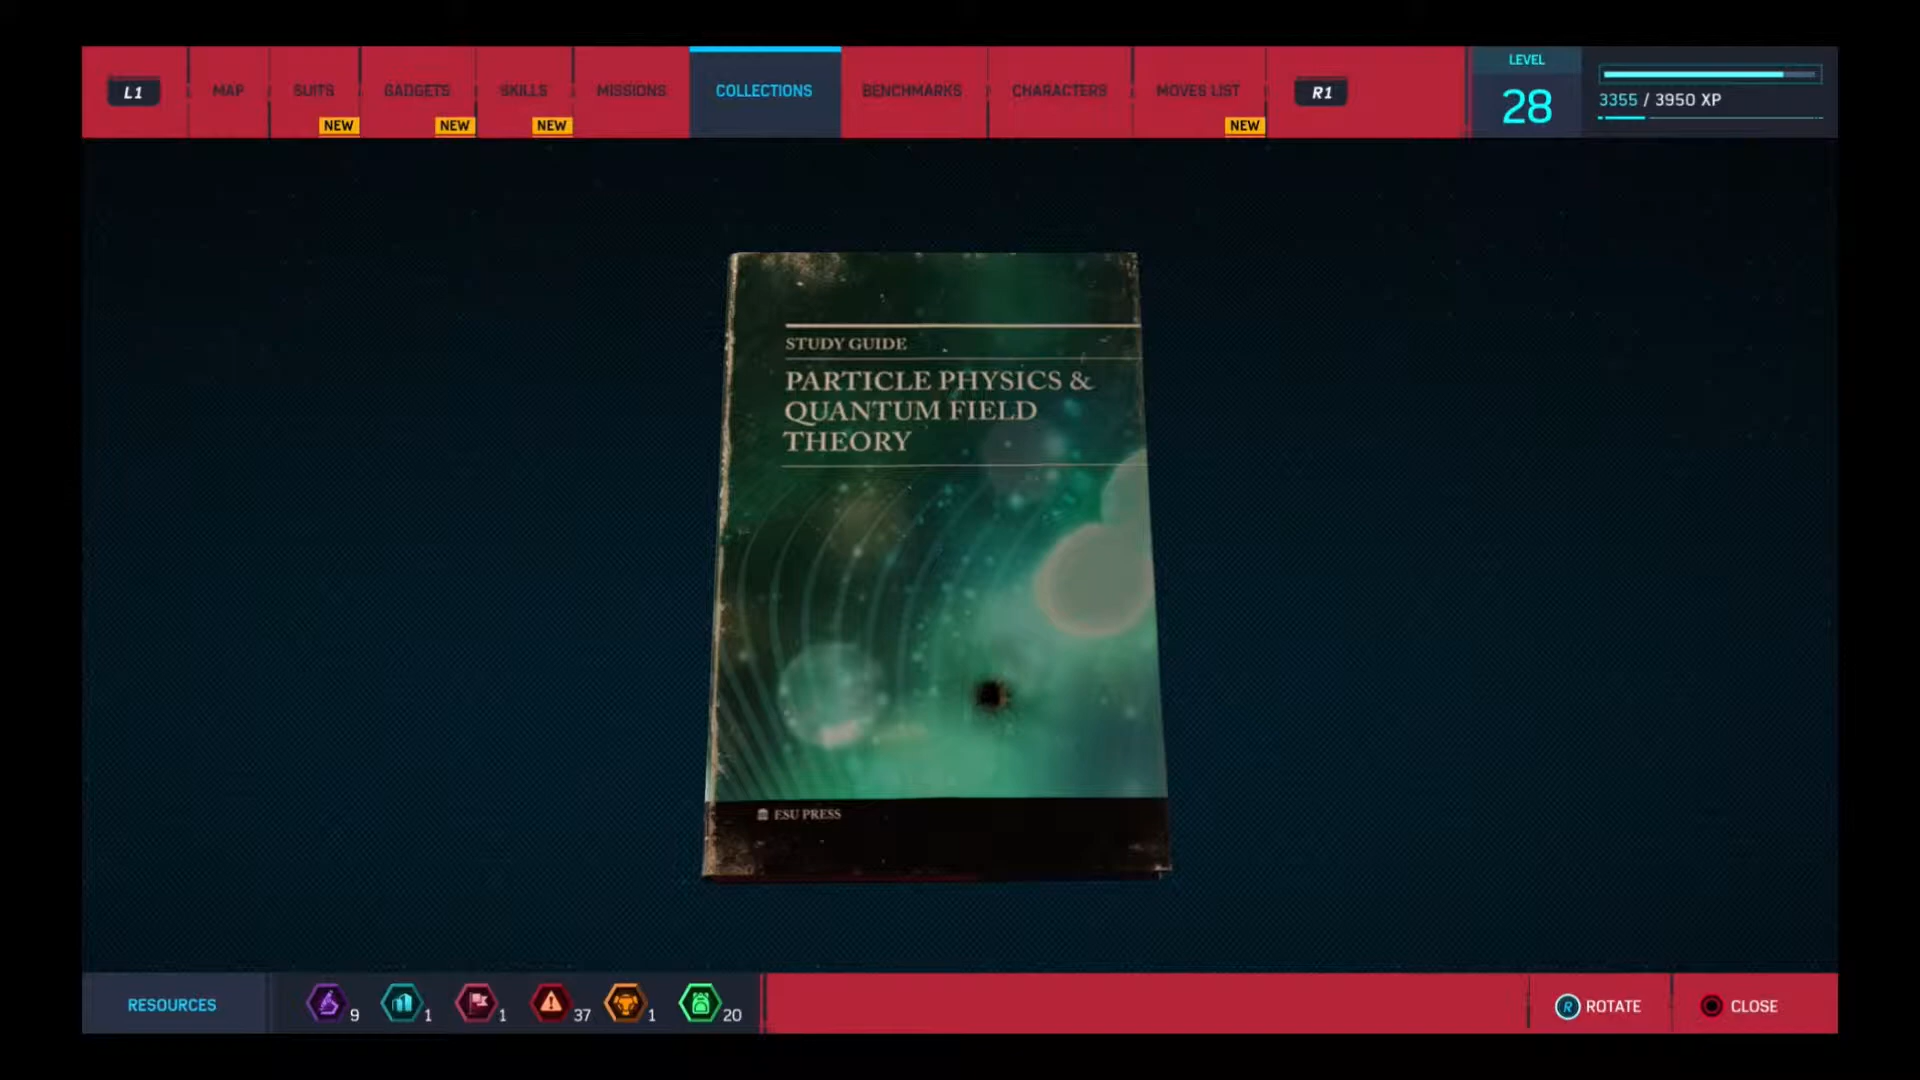 L1 MAP SUITS GADGETS SKILLS MISSIONS COLLECTIONS BENCHMARKS CHARACTERS MOVES LIST R1
NEW NEW NEW NEW
LEVEL
28
3355 / 3950 XP
STUDY GUIDE
PARTICLE PHYSICS &
QUANTUM FIELD
THEORY
ESU PRESS
RESOURCES 9 1 1 37 1 20 R ROTATE CLOSE